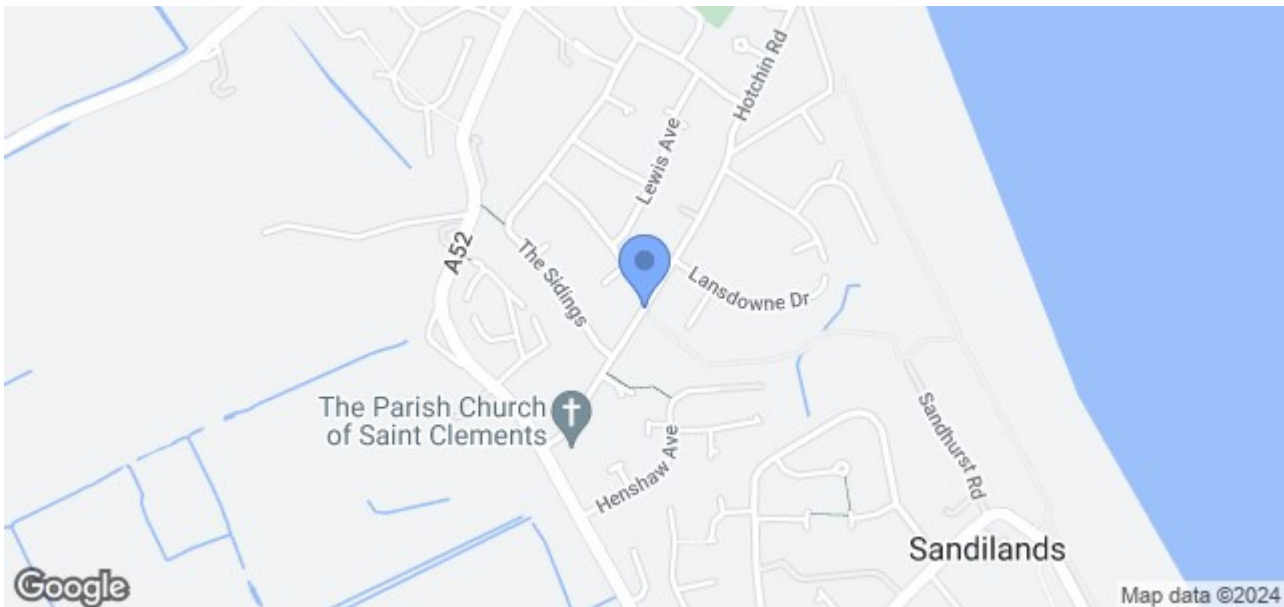 Hotchin Rd
Lewis Ave
A52
The Sidings
Lansdowne Dr
The Parish Church
of Saint Clements
Sandhurst Rd
Henshaw Ave
Sandilands
Google
Map data ©2024